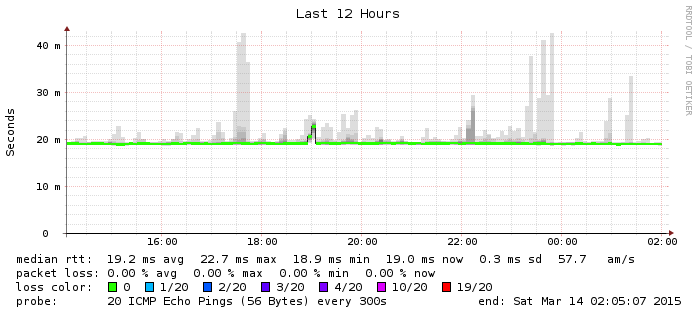 Last 12 Hours
RRDTOOL / TOBI OETIKER
Seconds
40 m
30 m
20 m
10 m
0
16:00 18:00 20:00 22:00 00:00 02:00
median rtt: 19.2 ms avg 22.7 ms max 18.9 ms min 19.0 ms now 0.3 ms sd 57.7 am/s
packet loss: 0.00 % avg 0.00 % max 0.00 % min 0.00 % now
loss color: 0 1/20 2/20 3/20 4/20 10/20 19/20
probe: 20 ICMP Echo Pings (56 Bytes) every 300s end: Sat Mar 14 02:05:07 2015